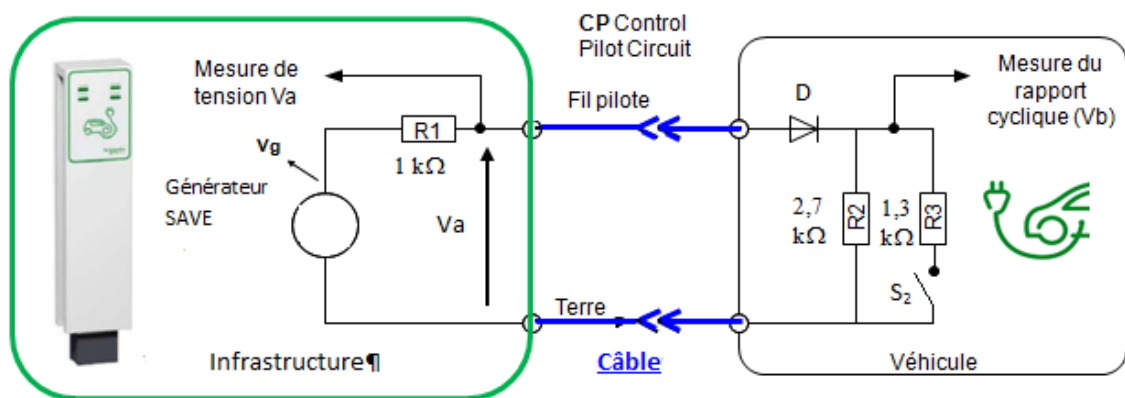 CP Control
Pilot Circuit
Mesure de
tension Va
Fil pilote
D
Mesure du
rapport
cyclique (Vb)
R1
1 kΩ
vg
Générateur
SAVE
Va
2,7
kΩ
R2
1,3
kΩ
R3
S2
Terre
Infrastructure¶
Câble
Véhicule